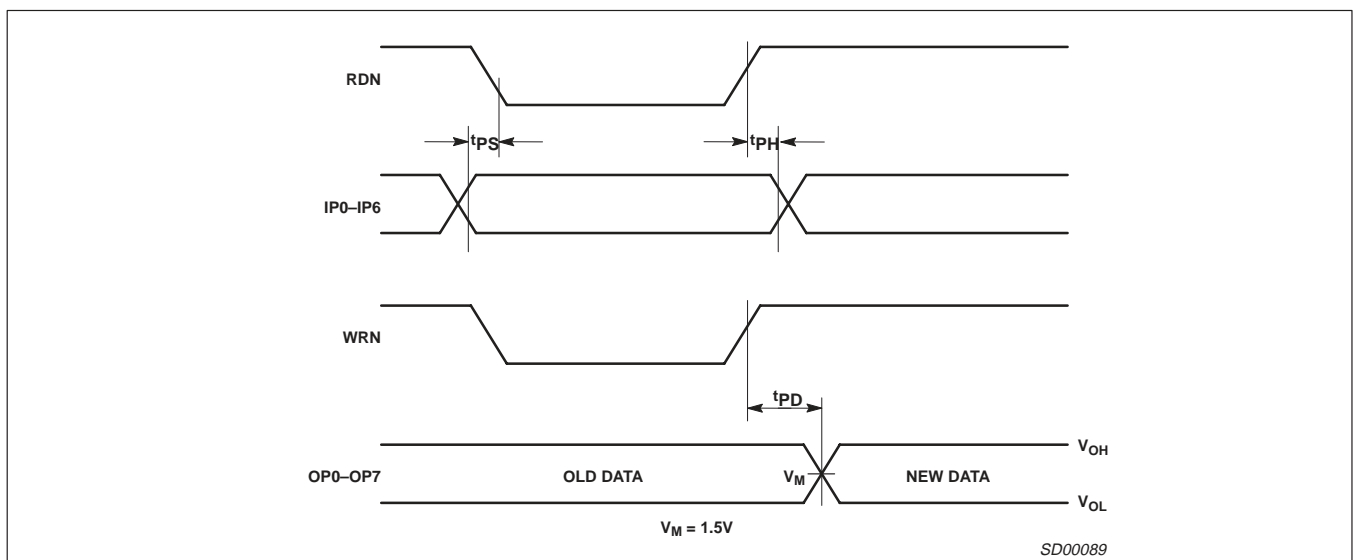 RDN
tPS
tPH
IP0–IP6
WRN
tPD
OP0–OP7
OLD DATA
VM
NEW DATA
VOH
VOL
VM = 1.5V
SD00089